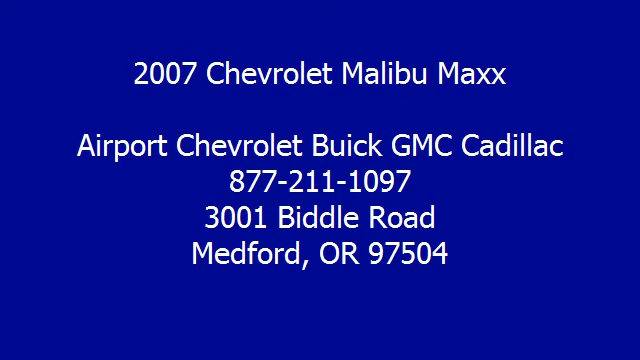 2007 Chevrolet Malibu Maxx
Airport Chevrolet Buick GMC Cadillac
877-211-1097
3001 Biddle Road
Medford, OR 97504